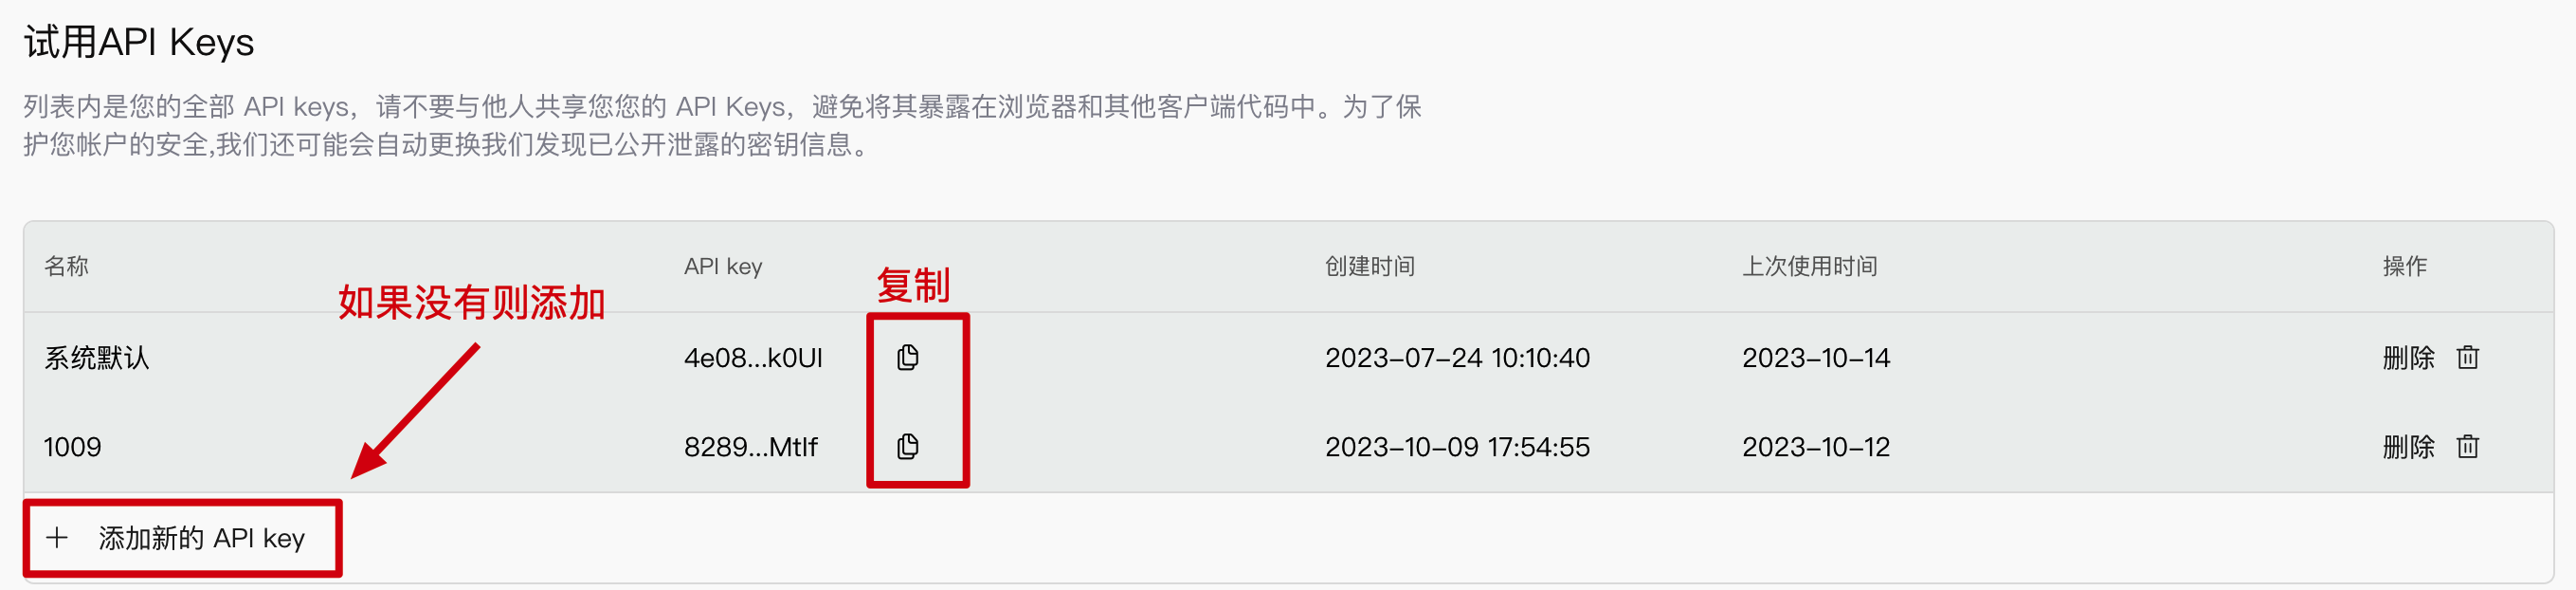 试用API Keys
列表内是您的全部 API keys，请不要与他人共享您您的 API Keys，避免将其暴露在浏览器和其他客户端代码中。为了保
护您帐户的安全,我们还可能会自动更换我们发现已公开泄露的密钥信息。
名称 API key 复制 创建时间 上次使用时间 操作
如果没有则添加
系统默认 4e08...k0Ul 2023-07-24 10:10:40 2023-10-14 删除
1009 8289...Mtlf 2023-10-09 17:54:55 2023-10-12 删除
+ 添加新的 API key